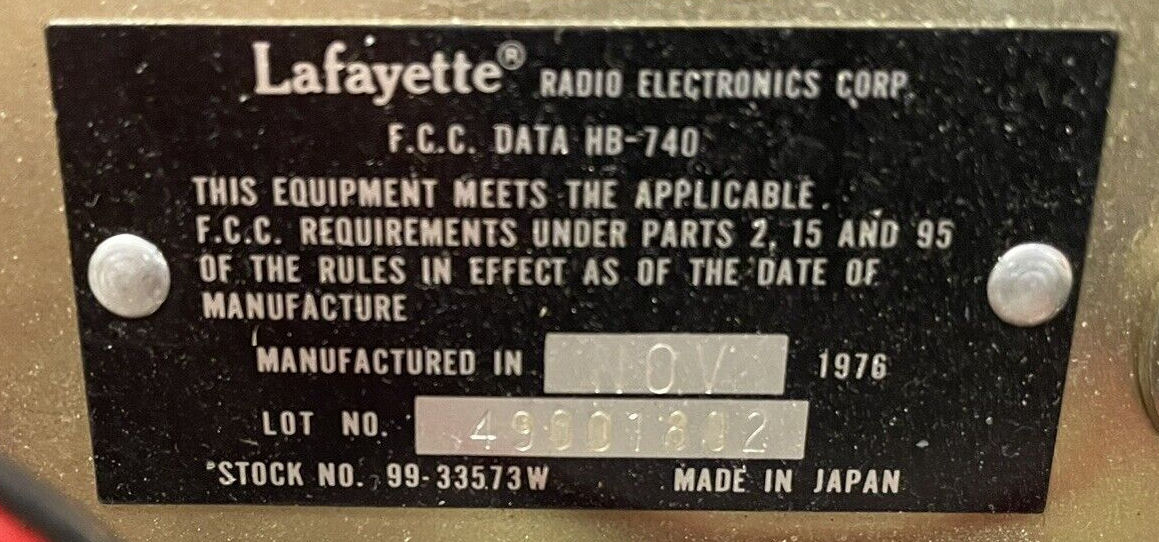 Lafayette® RADIO ELECTRONICS CORP.
F.C.C. DATA HB-740
THIS EQUIPMENT MEETS THE APPLICABLE
F.C.C. REQUIREMENTS UNDER PARTS 2, 15 AND 95
OF THE RULES IN EFFECT AS OF THE DATE OF
MANUFACTURE
MANUFACTURED IN NOV 1976
LOT NO.
STOCK NO. 99-33573W MADE IN JAPAN